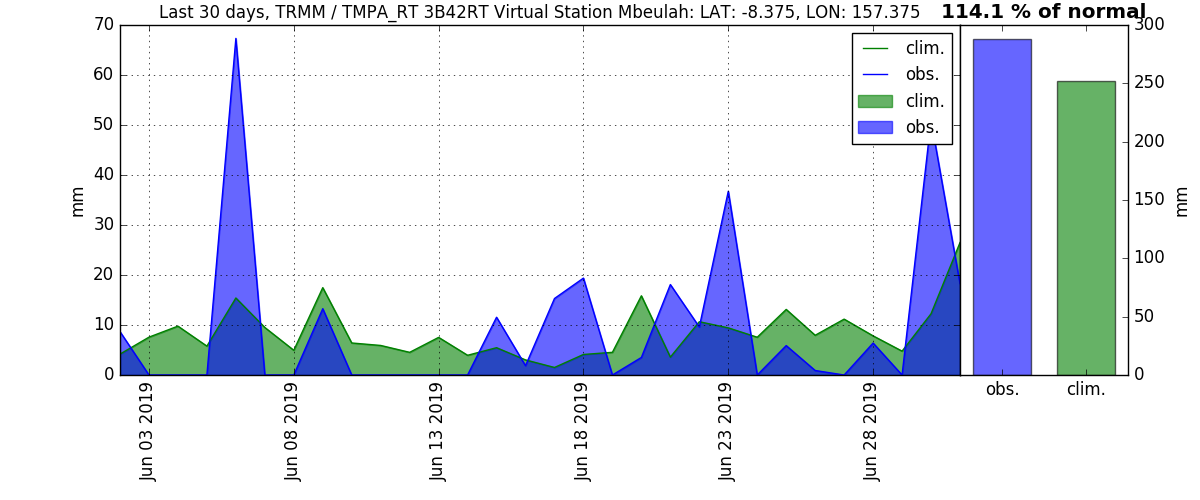 Last 30 days, TRMM / TMPA_RT 3B42RT Virtual Station Mbeulah: LAT: -8.375, LON: 157.375
114.1 % of normal
70
60
50
40
30
20
10
0
mm
clim.
obs.
clim.
obs.
Jun 03 2019
Jun 08 2019
Jun 13 2019
Jun 18 2019
Jun 23 2019
Jun 28 2019
300
250
200
150
100
50
0
mm
obs.
clim.